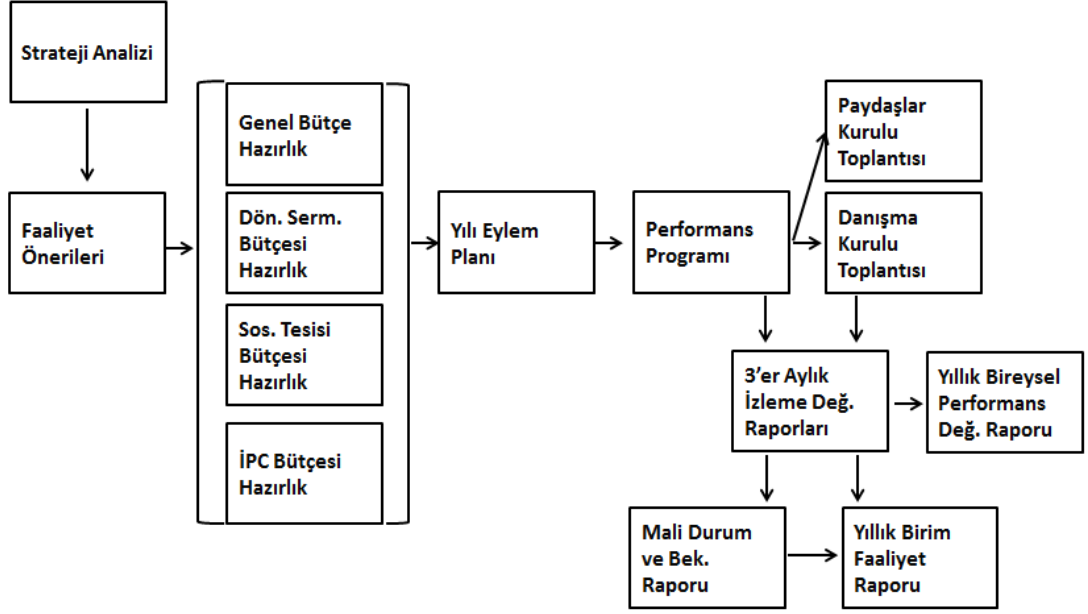 Strateji Analizi
Faaliyet
Önerileri
Genel Bütçe
Hazırlık
Dön. Serm.
Bütçesi
Hazırlık
Sos. Tesisi
Bütçesi
Hazırlık
İPC Bütçesi
Hazırlık
Yılı Eylem
Planı
Performans
Programı
Paydaşlar
Kurulu
Toplantısı
Danışma
Kurulu
Toplantısı
3’er Aylık
İzleme Değ.
Raporları
Yıllık Bireysel
Performans
Değ. Raporu
Mali Durum
ve Bek.
Raporu
Yıllık Birim
Faaliyet
Raporu